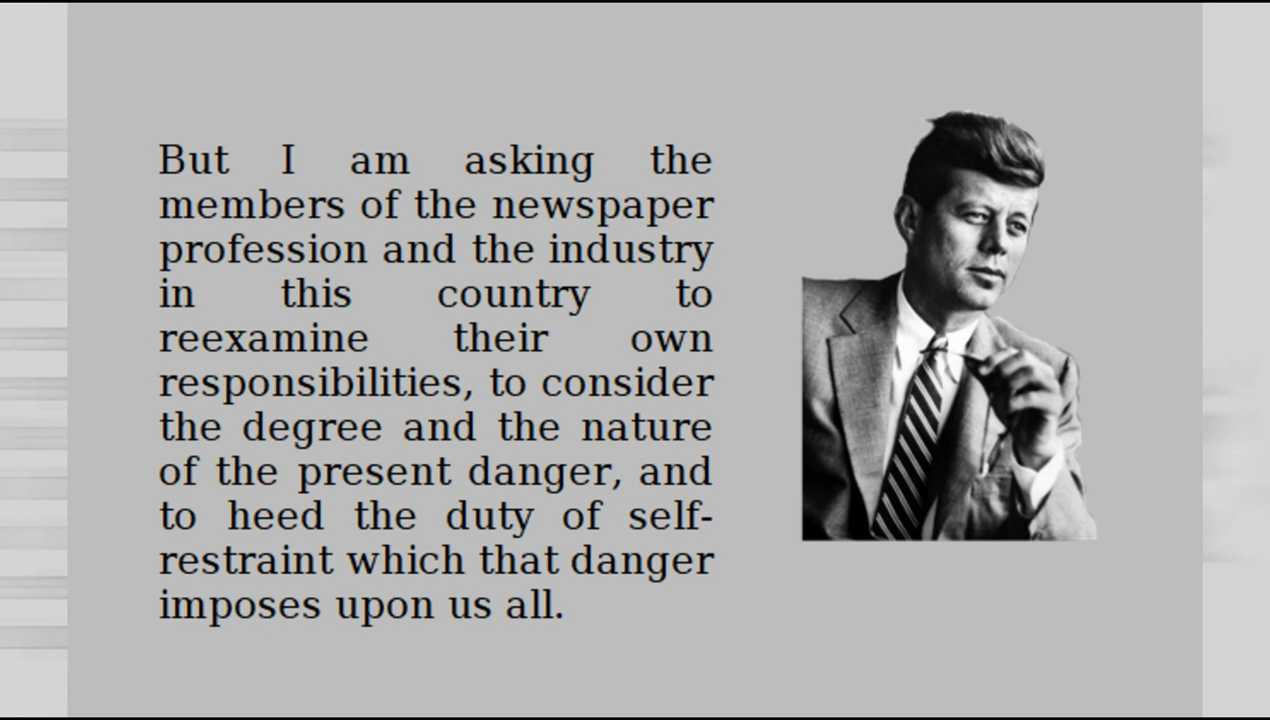 But I am asking the
members of the newspaper
profession and the industry
in this country to
reexamine their own
responsibilities, to consider
the degree and the nature
of the present danger, and
to heed the duty of self-
restraint which that danger
imposes upon us all.